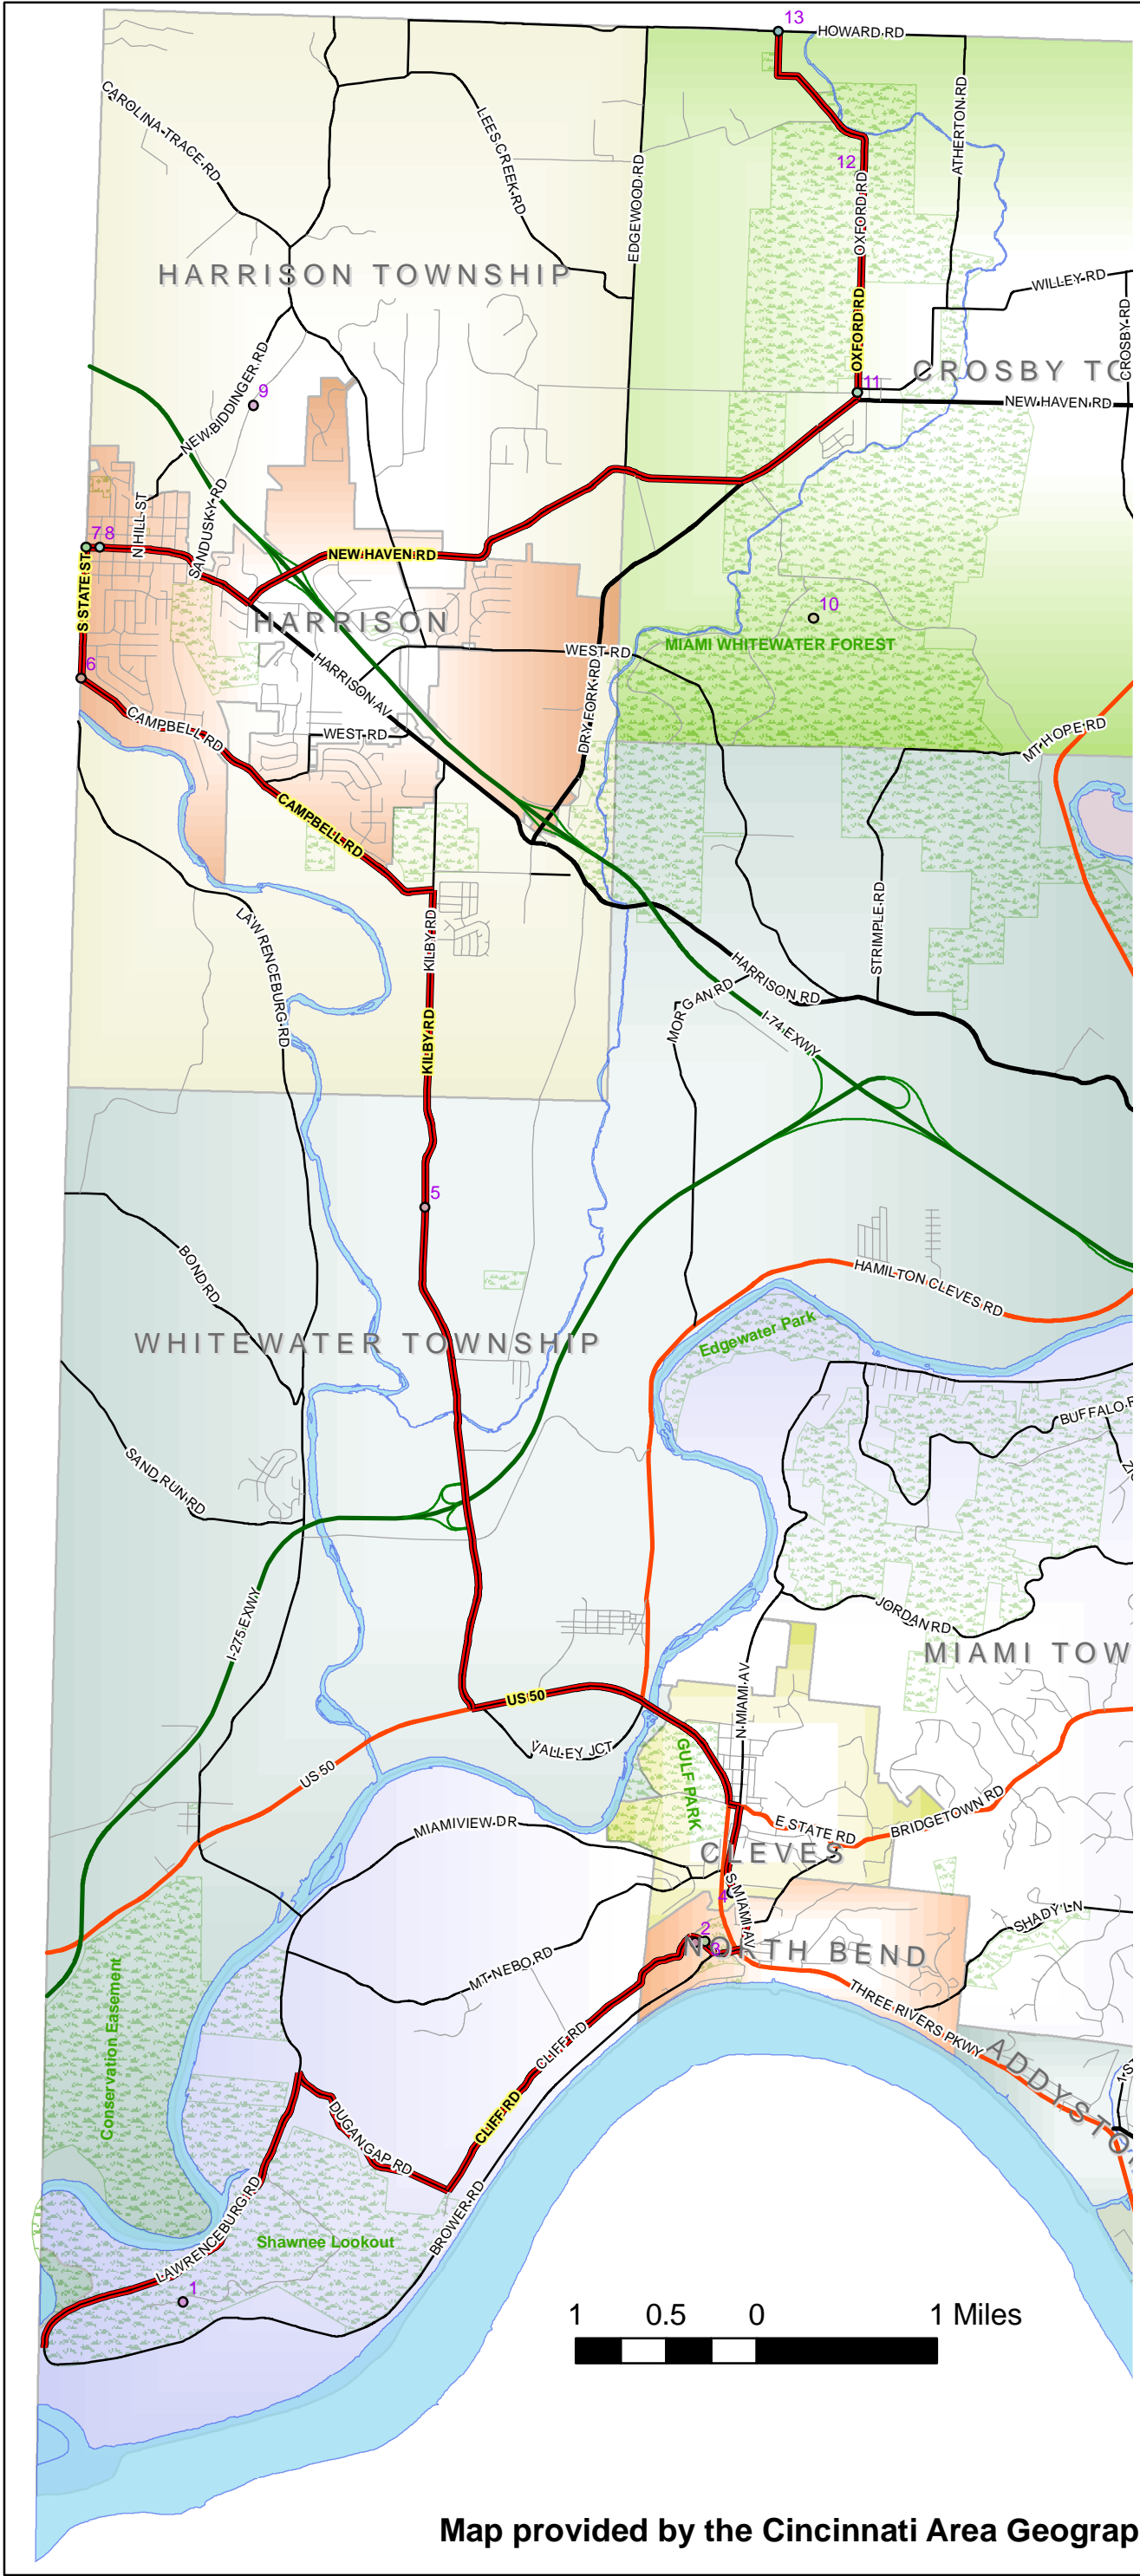 13
HOWARD RD
CAROLINA TRACE RD
LEES CREEK RD
EDGEWOOD RD
12
OXFORD RD
ATHERTON RD
HARRISON TOWNSHIP
WILLEY RD
OXFORD RD
CROSBY RD
NEW BIDDINGER RD
9
11
CROSBY TO
NEW HAVEN RD
N HILL ST
SANDUSKY RD
7 8
S STATE ST
NEW HAVEN RD
HARRISON
10
MIAMI WHITEWATER FOREST
WEST RD
6
HARRISON AV
DRY FORK RD
CAMPBELL RD
WEST RD
MT HOPE RD
CAMPBELL RD
LAWRENCEBURG RD
KILBY RD
STRIMPLE RD
HARRISON RD
MORGAN RD
I-74 EXWY
KILBY RD
5
BOND RD
HAMILTON CLEVES RD
WHITEWATER TOWNSHIP
Edgewater Park
BUFFALO R
SAND RUN RD
I-275 EXWY
JORDAN RD
MIAMI TOW
N MIAMI AV
US 50
VALLEY JCT
GULF PARK
US 50
MIAMIVIEW DR
E STATE RD
BRIDGETOWN RD
CLEVES
4
S MIAMI AV
SHADY LN
2
3
NORTH BEND
MT NEBO RD
THREE RIVERS PKWY
Conservation Easement
CLIFF RD
ADDYSTO
1 ST
CLIFF RD
DUGAN GAP RD
LAWRENCEBURG RD
BROWER RD
Shawnee Lookout
1
1 0.5 0 1 Miles
Map provided by the Cincinnati Area Geograp